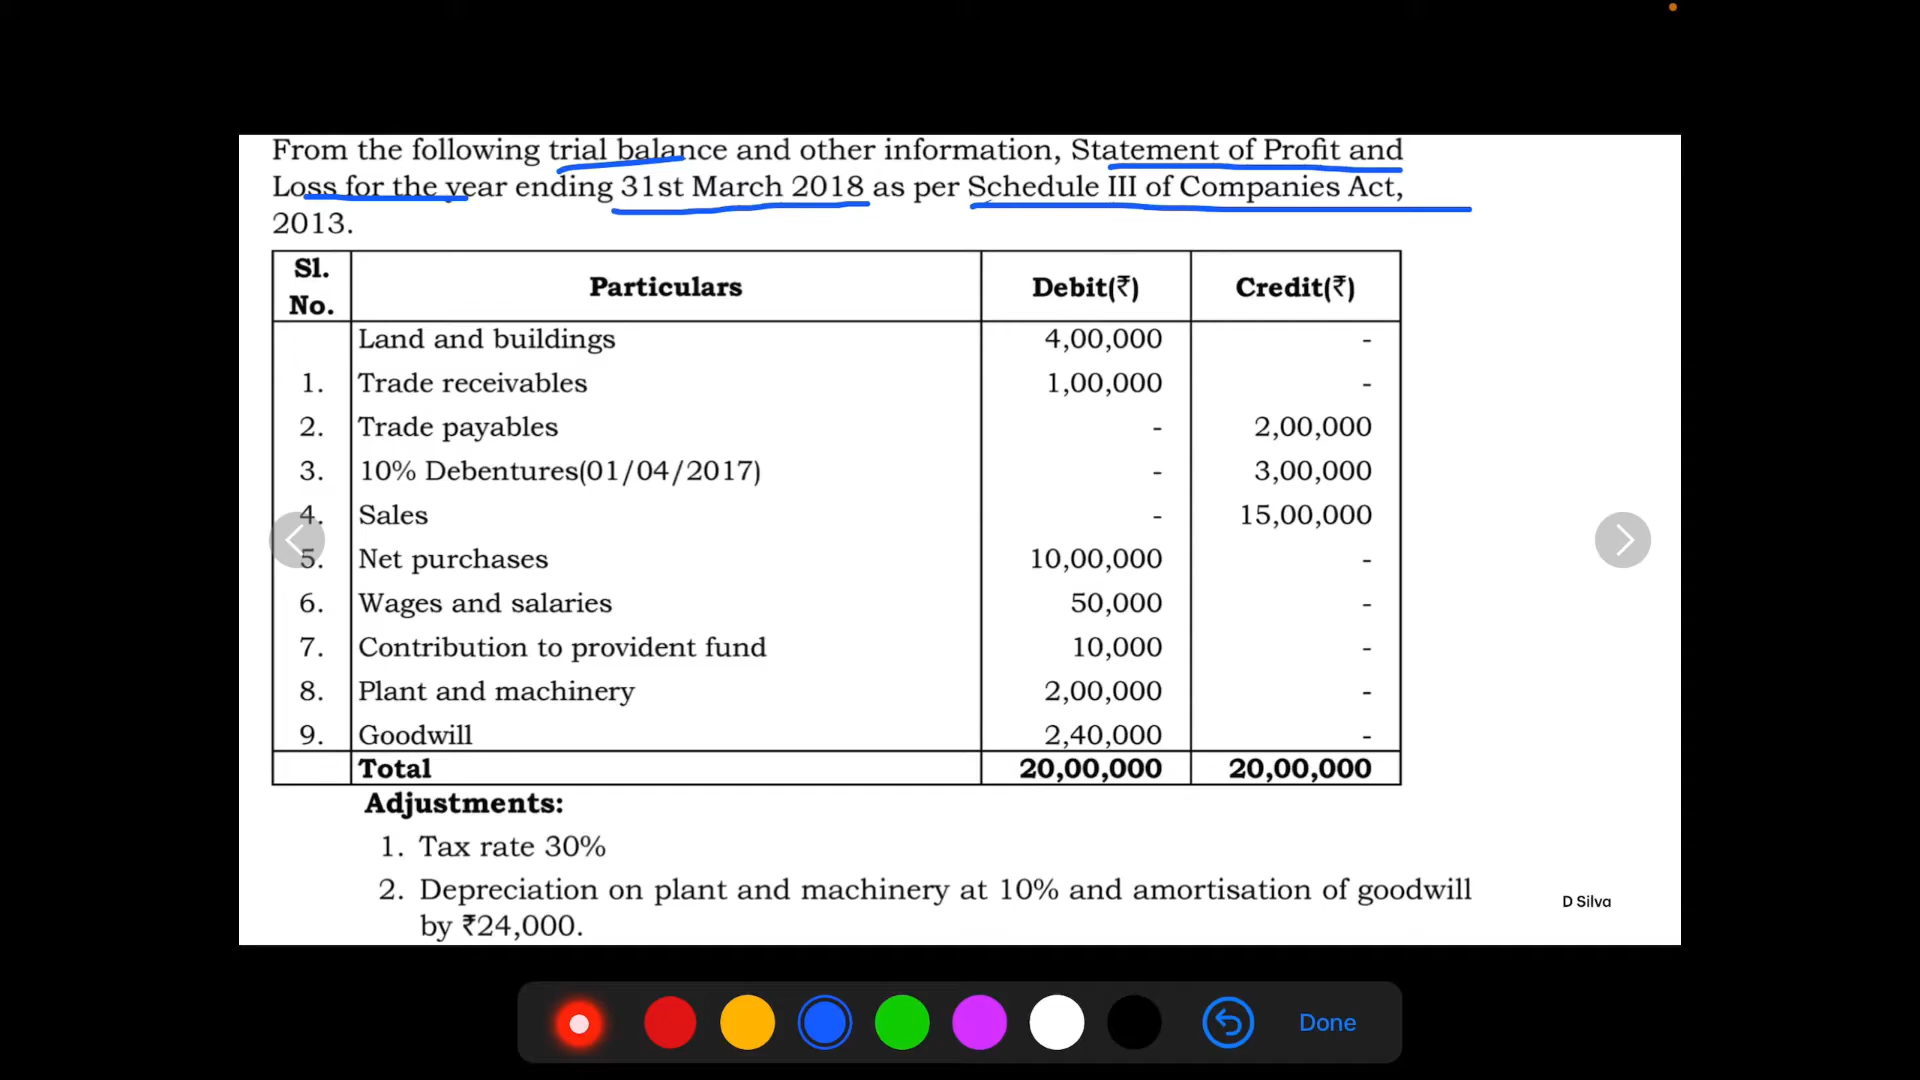 From the following trial balance and other information, Statement of Profit and
Loss for the year ending 31st March 2018 as per Schedule III of Companies Act,
2013.
Sl. No. Particulars Debit(₹) Credit(₹)
Land and buildings 4,00,000 -
1. Trade receivables 1,00,000 -
2. Trade payables - 2,00,000
3. 10% Debentures(01/04/2017) - 3,00,000
4. Sales - 15,00,000
5. Net purchases 10,00,000 -
6. Wages and salaries 50,000 -
7. Contribution to provident fund 10,000 -
8. Plant and machinery 2,00,000 -
9. Goodwill 2,40,000 -
Total 20,00,000 20,00,000
Adjustments:
1. Tax rate 30%
2. Depreciation on plant and machinery at 10% and amortisation of goodwill
by ₹24,000.
D Silva
Done